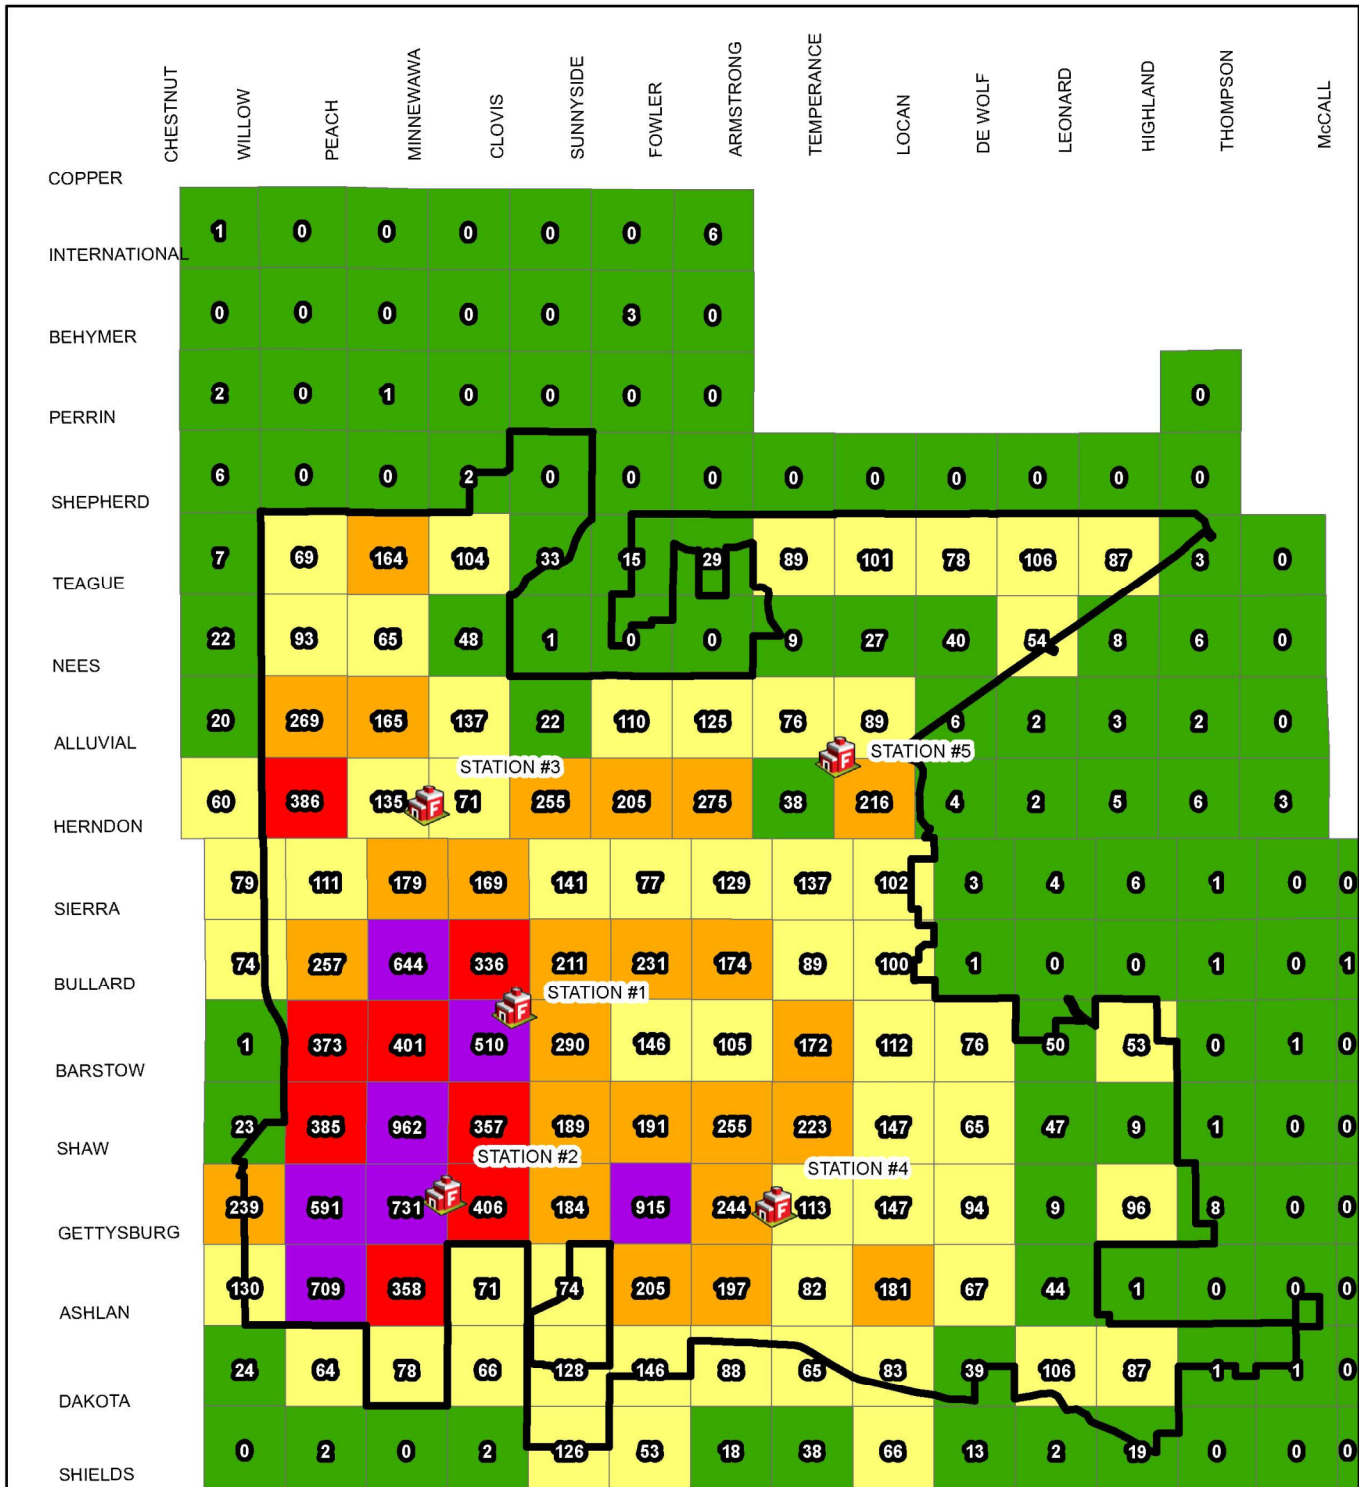 CHESTNUT
WILLOW
PEACH
MINNEWAWA
CLOVIS
SUNNYSIDE
FOWLER
ARMSTRONG
TEMPERANCE
LOCAN
DE WOLF
LEONARD
HIGHLAND
THOMPSON
McCALL
COPPER
1 0 0 0 0 0 6
INTERNATIONAL
0 0 0 0 0 3 0
BEHYMER
2 0 1 0 0 0 0 0
PERRIN
6 0 0 2 0 0 0 0 0 0 0 0 0
SHEPHERD
7 69 164 104 33 15 29 89 101 78 106 87 3 0
TEAGUE
22 93 65 48 1 0 0 9 27 40 54 8 6 0
NEES
20 269 165 137 22 110 125 76 89 6 2 3 2 0
ALLUVIAL
STATION #5
STATION #3
60 386 135 71 255 205 275 38 216 4 2 5 6 3
HERNDON
79 111 179 169 141 77 129 137 102 3 4 6 1 0 0
SIERRA
74 257 644 336 211 231 174 89 100 1 0 0 1 0 1
BULLARD
STATION #1
1 373 401 510 290 146 105 172 112 76 50 53 0 1 0
BARSTOW
23 385 962 357 189 191 255 223 147 65 47 9 1 0 0
SHAW
STATION #2
STATION #4
239 591 731 406 184 915 244 113 147 94 9 96 8 0 0
GETTYSBURG
130 709 358 71 74 205 197 82 181 67 44 1 0 0 0
ASHLAN
24 64 78 66 128 146 88 65 83 39 106 87 1 1 0
DAKOTA
0 2 0 2 126 53 18 38 66 13 2 19 0 0 0
SHIELDS